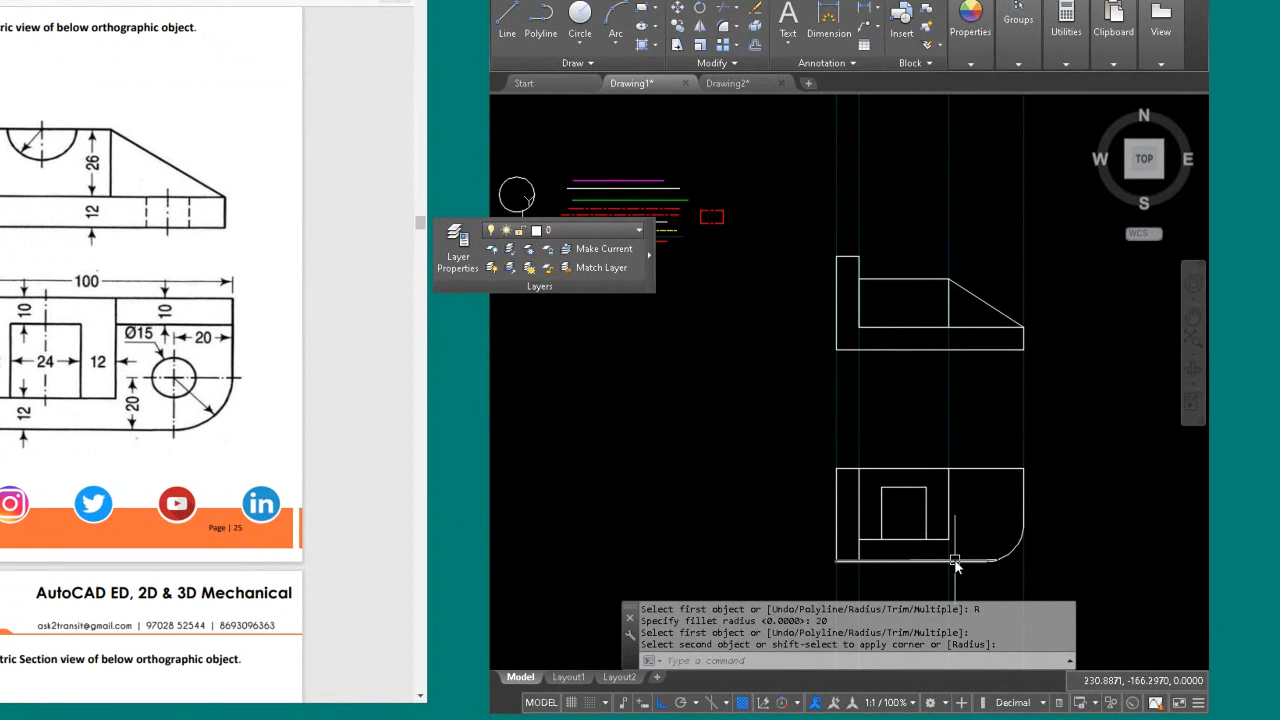 ric view of below orthographic object.
26
12
100
10
10
Ø15
20
24
12
20
12
Page | 25
AutoCAD ED, 2D & 3D Mechanical
ask2transit@gmail.com | 97028 52544 | 8693096363
tric Section view of below orthographic object.
Line
Polyline
Circle
Arc
Text
Dimension
Insert
Properties
Groups
Utilities
Clipboard
View
Draw
Modify
Annotation
Block
Start
Drawing1*
Drawing2*
N
W
TOP
E
S
WCS
Y
Layer
Properties
0
Make Current
Match Layer
Layers
Select first object or [Undo/Polyline/Radius/Trim/Multiple]: R
Specify fillet radius <0.0000>: 20
Select first object or [Undo/Polyline/Radius/Trim/Multiple]:
Select second object or shift-select to apply corner or [Radius]:
Type a command
Model
Layout1
Layout2
230.8871, -166.2970, 0.0000
MODEL
1:1 / 100%
Decimal